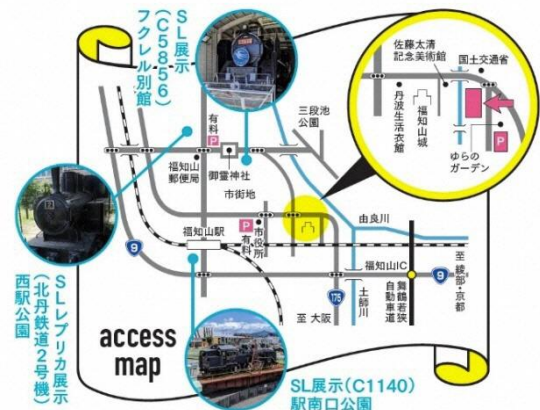 SL展示
(C5856)
フクレル別館
佐藤太清
記念美術館
国土交通省
丹波生活衣館
福知山城
P
ゆらの
ガーデン
三段池
公園
有料
P
福知山
郵便局
御霊神社
市街地
福知山駅
P
有料
市役所
由良川
9
福知山IC
9
至 綾部・京都
土師川
舞鶴若狭
自動車道
176
至 大阪
SLレプリカ展示
(北丹鉄道2号機)
西駅公園
access
map
SL展示(C1140)
駅南口公園